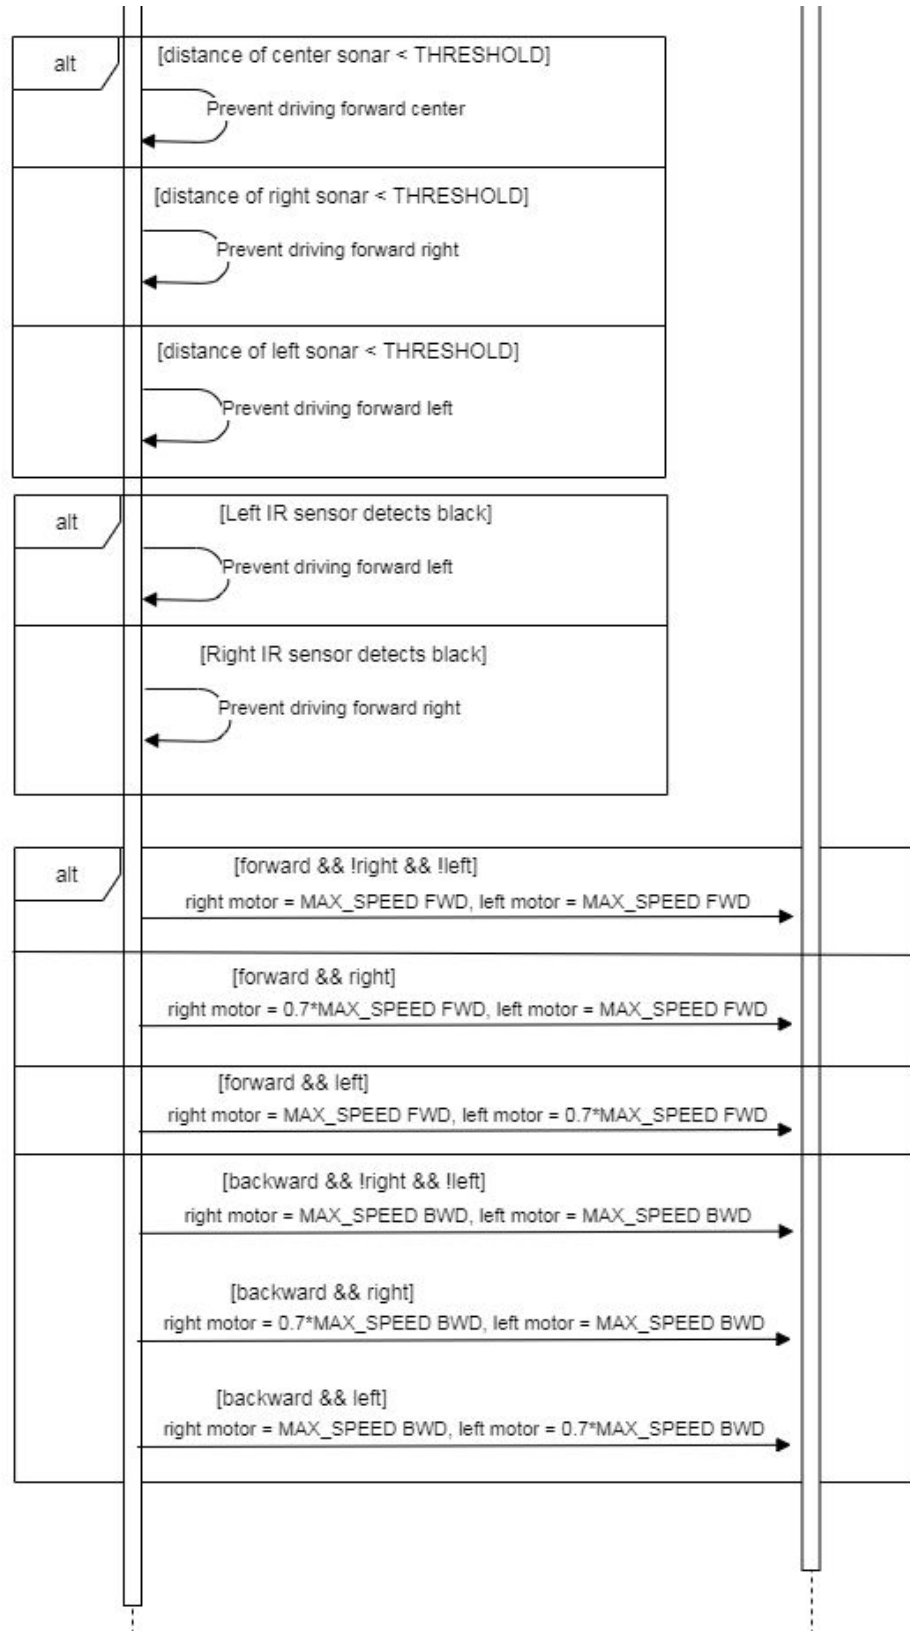 alt
[distance of center sonar < THRESHOLD]
Prevent driving forward center
[distance of right sonar < THRESHOLD]
Prevent driving forward right
[distance of left sonar < THRESHOLD]
Prevent driving forward left
alt
[Left IR sensor detects black]
Prevent driving forward left
[Right IR sensor detects black]
Prevent driving forward right
alt
[forward && !right && !left]
right motor = MAX_SPEED FWD, left motor = MAX_SPEED FWD
[forward && right]
right motor = 0.7*MAX_SPEED FWD, left motor = MAX_SPEED FWD
[forward && left]
right motor = MAX_SPEED FWD, left motor = 0.7*MAX_SPEED FWD
[backward && !right && !left]
right motor = MAX_SPEED BWD, left motor = MAX_SPEED BWD
[backward && right]
right motor = 0.7*MAX_SPEED BWD, left motor = MAX_SPEED BWD
[backward && left]
right motor = MAX_SPEED BWD, left motor = 0.7*MAX_SPEED BWD